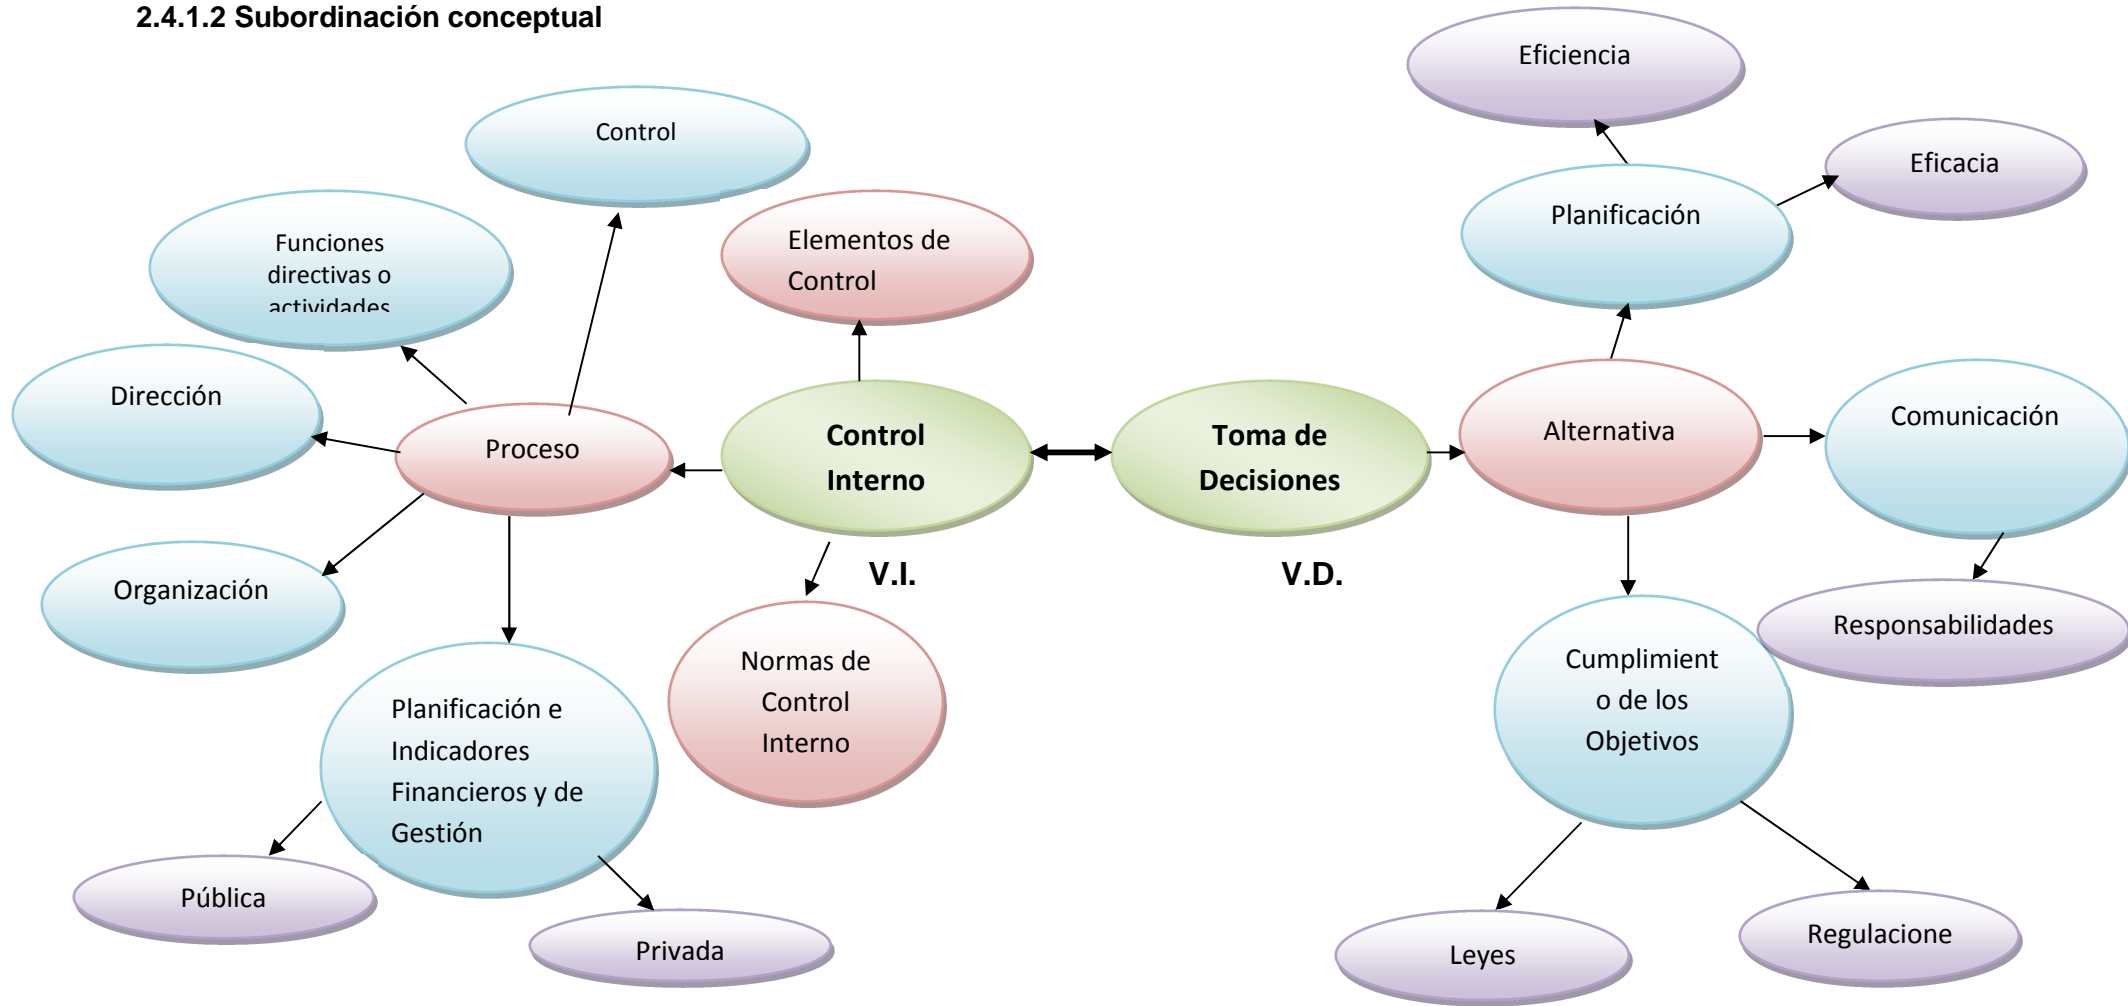 2.4.1.2 Subordinación conceptual
Eficiencia
Control
Eficacia
Planificación
Funciones
directivas o
actividades
Elementos de
Control
Dirección
Proceso
Control
Interno
Toma de
Decisiones
Alternativa
Comunicación
V.I.
V.D.
Organización
Responsabilidades
Normas de
Control
Interno
Cumplimient
o de los
Objetivos
Planificación e
Indicadores
Financieros y de
Gestión
Pública
Privada
Leyes
Regulacione